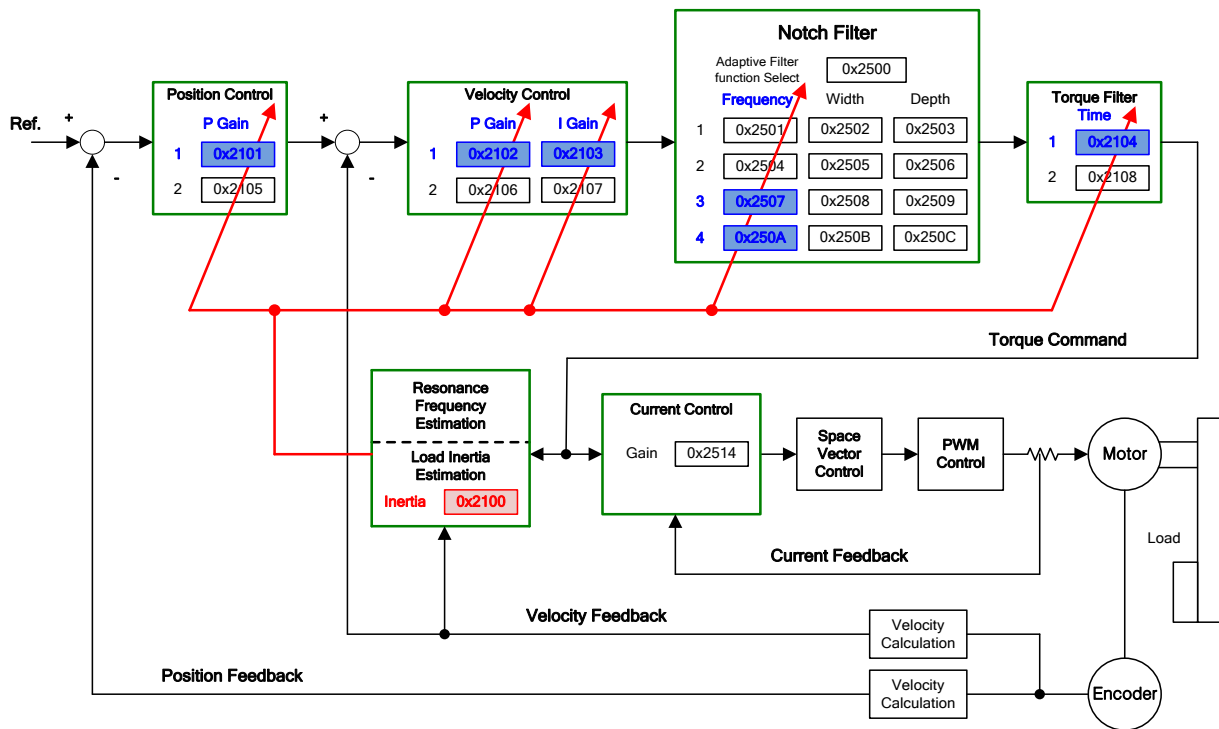 Notch Filter
Adaptive Filter
function Select
0x2500
Frequency Width Depth
1 0x2501 0x2502 0x2503
2 0x2504 0x2505 0x2506
3 0x2507 0x2508 0x2509
4 0x250A 0x250B 0x250C
Position Control
P Gain
1 0x2101
2 0x2105
Velocity Control
P Gain I Gain
1 0x2102 0x2103
2 0x2106 0x2107
Torque Filter
Time
1 0x2104
2 0x2108
Ref.
+
-
+
-
Torque Command
Resonance
Frequency
Estimation
Load Inertia
Estimation
Inertia 0x2100
Current Control
Gain 0x2514
Space
Vector
Control
PWM
Control
Motor
Load
Current Feedback
Velocity Feedback
Velocity
Calculation
Position Feedback
Velocity
Calculation
Encoder